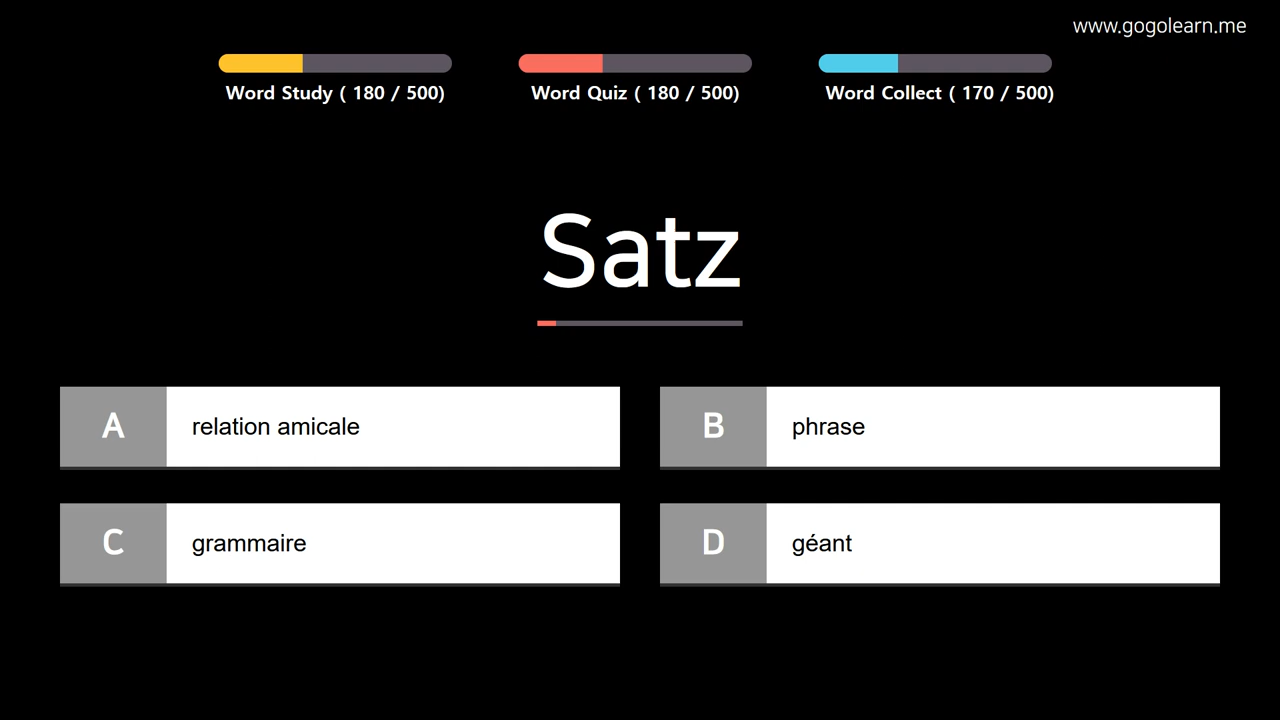 www.gogolearn.me
Word Study ( 180 / 500)
Word Quiz ( 180 / 500)
Word Collect ( 170 / 500)
Satz
A relation amicale
B phrase
C grammaire
D géant